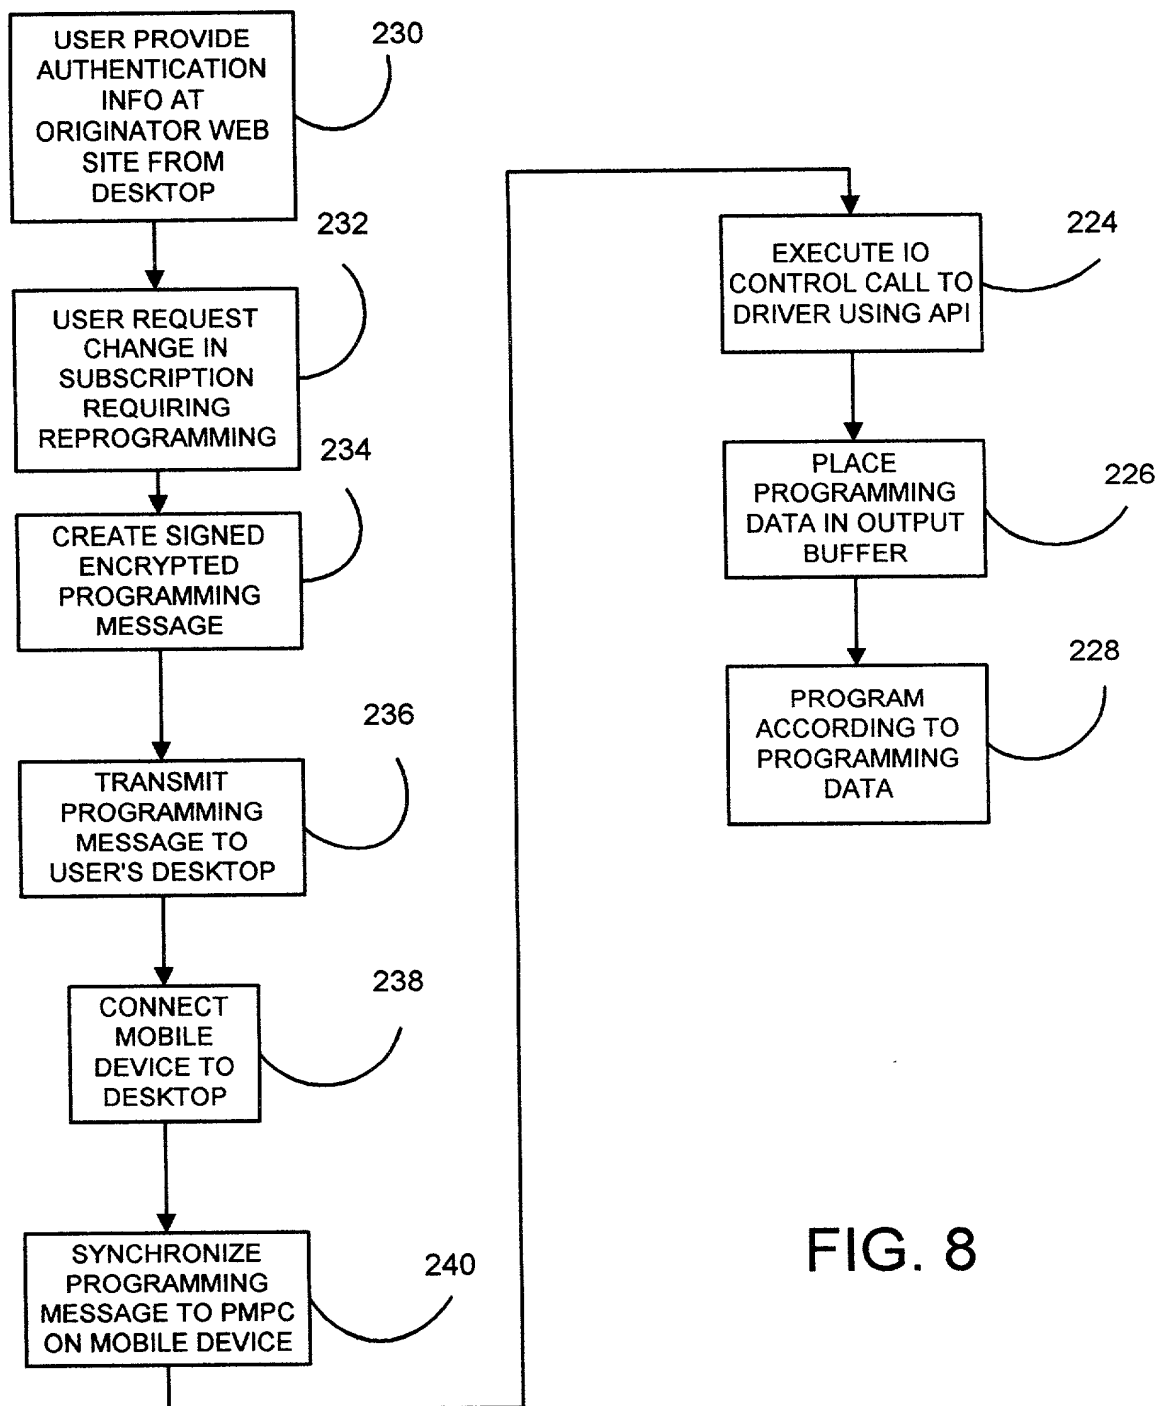 USER PROVIDE
AUTHENTICATION
INFO AT
ORIGINATOR WEB
SITE FROM
DESKTOP
230
USER REQUEST
CHANGE IN
SUBSCRIPTION
REQUIRING
REPROGRAMMING
232
CREATE SIGNED
ENCRYPTED
PROGRAMMING
MESSAGE
234
TRANSMIT
PROGRAMMING
MESSAGE TO
USER'S DESKTOP
236
CONNECT
MOBILE
DEVICE TO
DESKTOP
238
SYNCHRONIZE
PROGRAMMING
MESSAGE TO PMPC
ON MOBILE DEVICE
240
EXECUTE IO
CONTROL CALL TO
DRIVER USING API
224
PLACE
PROGRAMMING
DATA IN OUTPUT
BUFFER
226
PROGRAM
ACCORDING TO
PROGRAMMING
DATA
228
FIG. 8